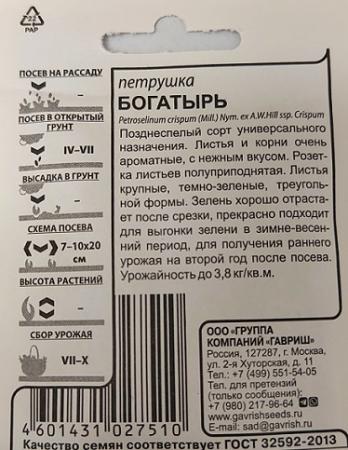 22
PAP
ПОСЕВ НА РАССАДУ
–
ПОСЕВ В ОТКРЫТЫЙ
ГРУНТ
IV–VII
ВЫСАДКА В ГРУНТ
–
СХЕМА ПОСЕВА
7–10х20
см
ВЫСОТА РАСТЕНИЙ
–
СБОР УРОЖАЯ
VII–X
петрушка
БОГАТЫРЬ
Petroselinum crispum (Mill.) Nym. ex A.W.Hill ssp. Crispum
Позднеспелый сорт универсального
назначения. Листья и корни очень
ароматные, с нежным вкусом. Розет-
ка листьев полуприподнятая. Листья
крупные, темно-зеленые, треуголь-
ной формы. Зелень хорошо отраста-
ет после срезки, прекрасно подходит
для выгонки зелени в зимне-весен-
ний период, для получения раннего
урожая на второй год после посева.
Урожайность до 3,8 кг/кв.м.
ООО «ГРУППА
КОМПАНИЙ «ГАВРИШ»
Россия, 127287, г. Москва,
ул. 2-я Хуторская, д. 11
Тел. +7 (499) 551-54-05
Тел. для претензий
(только сообщения):
+7 (980) 217-96-64
gavrishseeds.ru
E-mail: sad@gavrish.ru
4 601431 027510
Качество семян соответствует ГОСТ 32592-2013